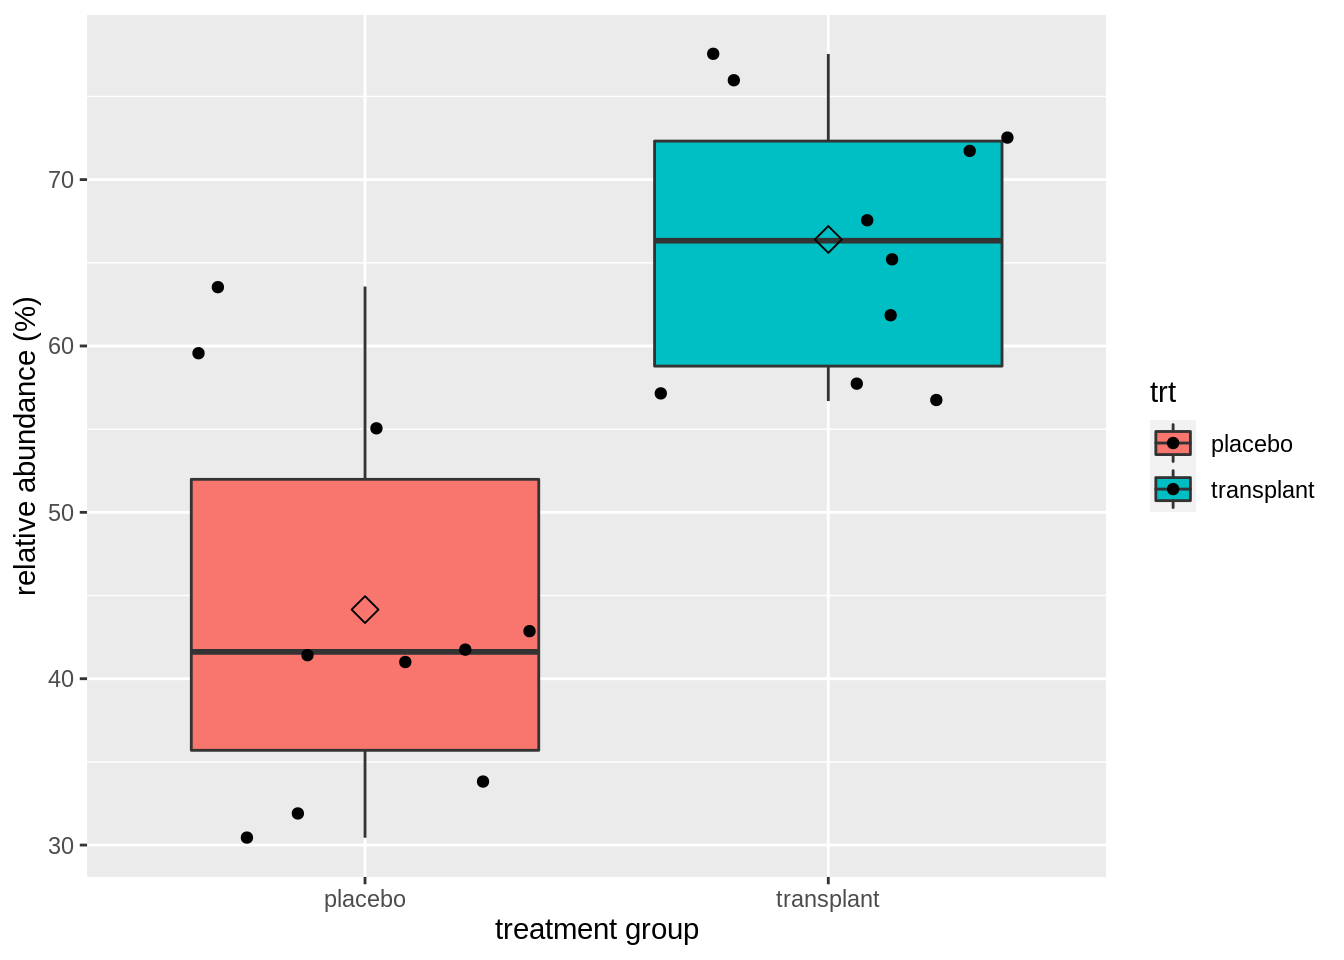 relative abundance (%)
70
60
50
40
30
placebo
transplant
treatment group
trt
placebo
transplant